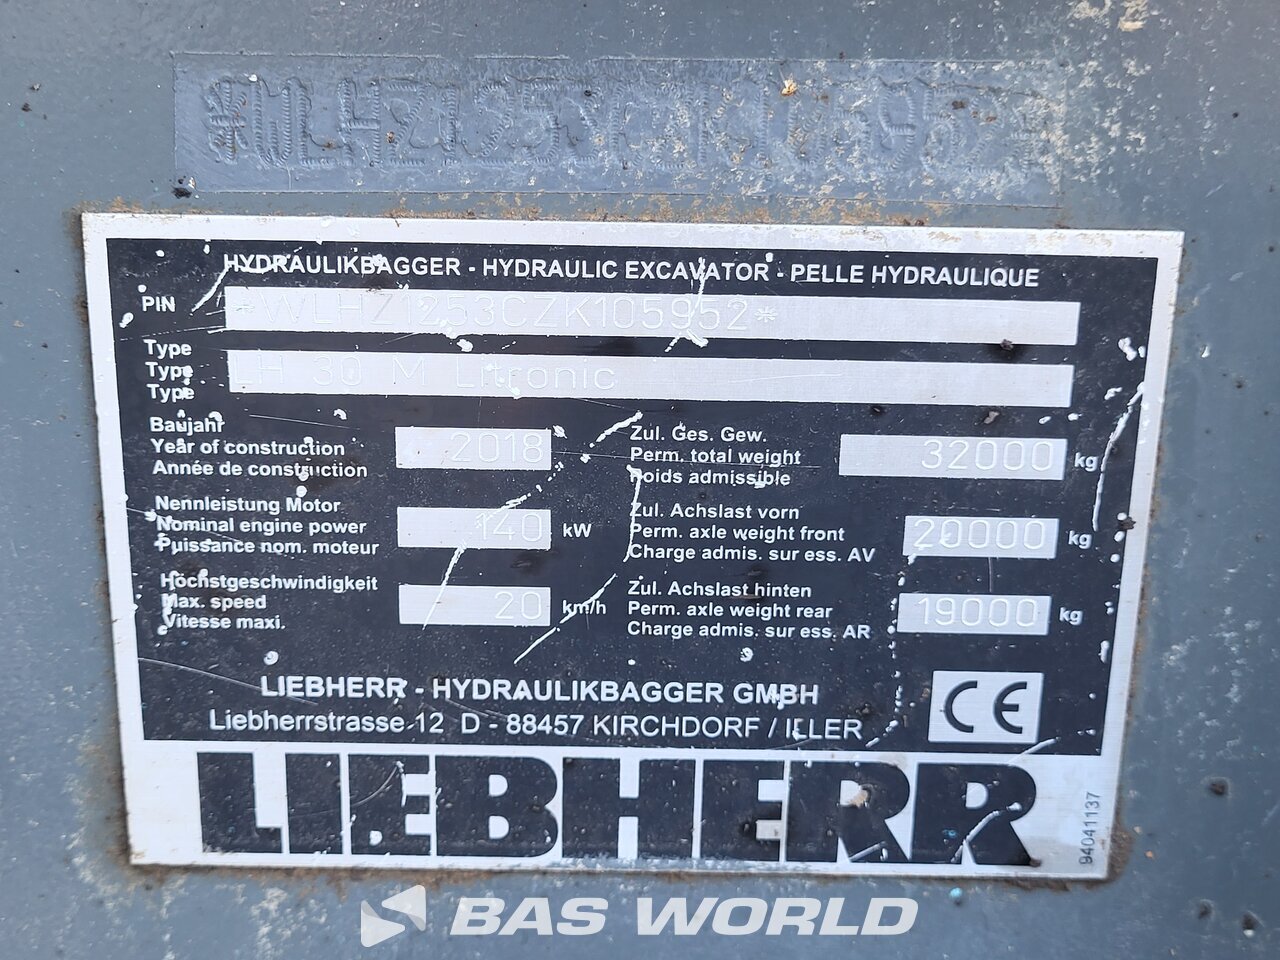 HYDRAULIKBAGGER - HYDRAULIC EXCAVATOR - PELLE HYDRAULIQUE
PIN *WLHZ1253CZK105952*
Type
Type LH 30 M Litronic
Type
Baujahr
Year of construction 2018
Année de construction
Zul. Ges. Gew.
Perm. total weight 32000 kg
Poids admissible
Nennleistung Motor
Nominal engine power 140 kW
Puissance nom. moteur
Zul. Achslast vorn
Perm. axle weight front 20000 kg
Charge admis. sur ess. AV
Höchstgeschwindigkeit
Max. speed 20 km/h
Vitesse maxi.
Zul. Achslast hinten
Perm. axle weight rear 19000 kg
Charge admis. sur ess. AR
LIEBHERR - HYDRAULIKBAGGER GMBH
Liebherrstrasse 12 D - 88457 KIRCHDORF / ILLER
CE
LIEBHERR
94041137
BAS WORLD